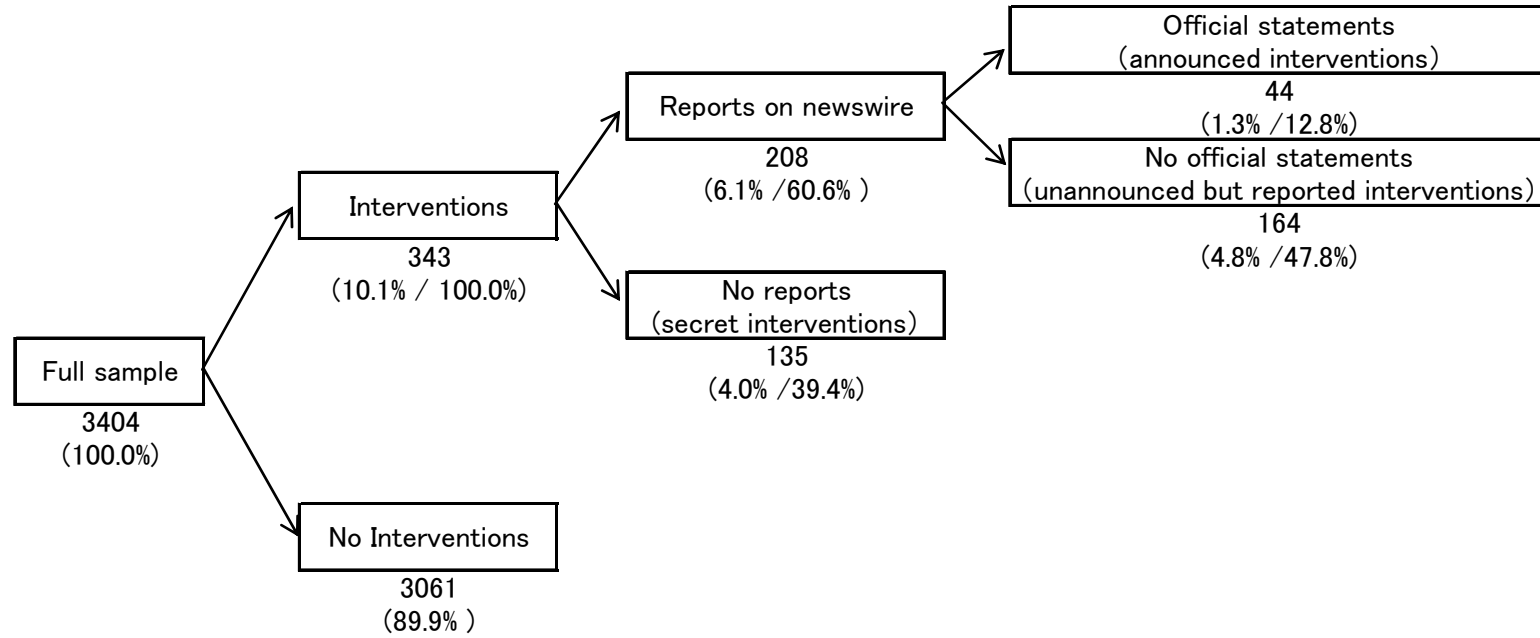 Official statements
(announced interventions)
44
(1.3% /12.8%)
Reports on newswire
208
(6.1% /60.6% )
No official statements
(unannounced but reported interventions)
164
(4.8% /47.8%)
Interventions
343
(10.1% / 100.0%)
No reports
(secret interventions)
135
(4.0% /39.4%)
Full sample
3404
(100.0%)
No Interventions
3061
(89.9% )